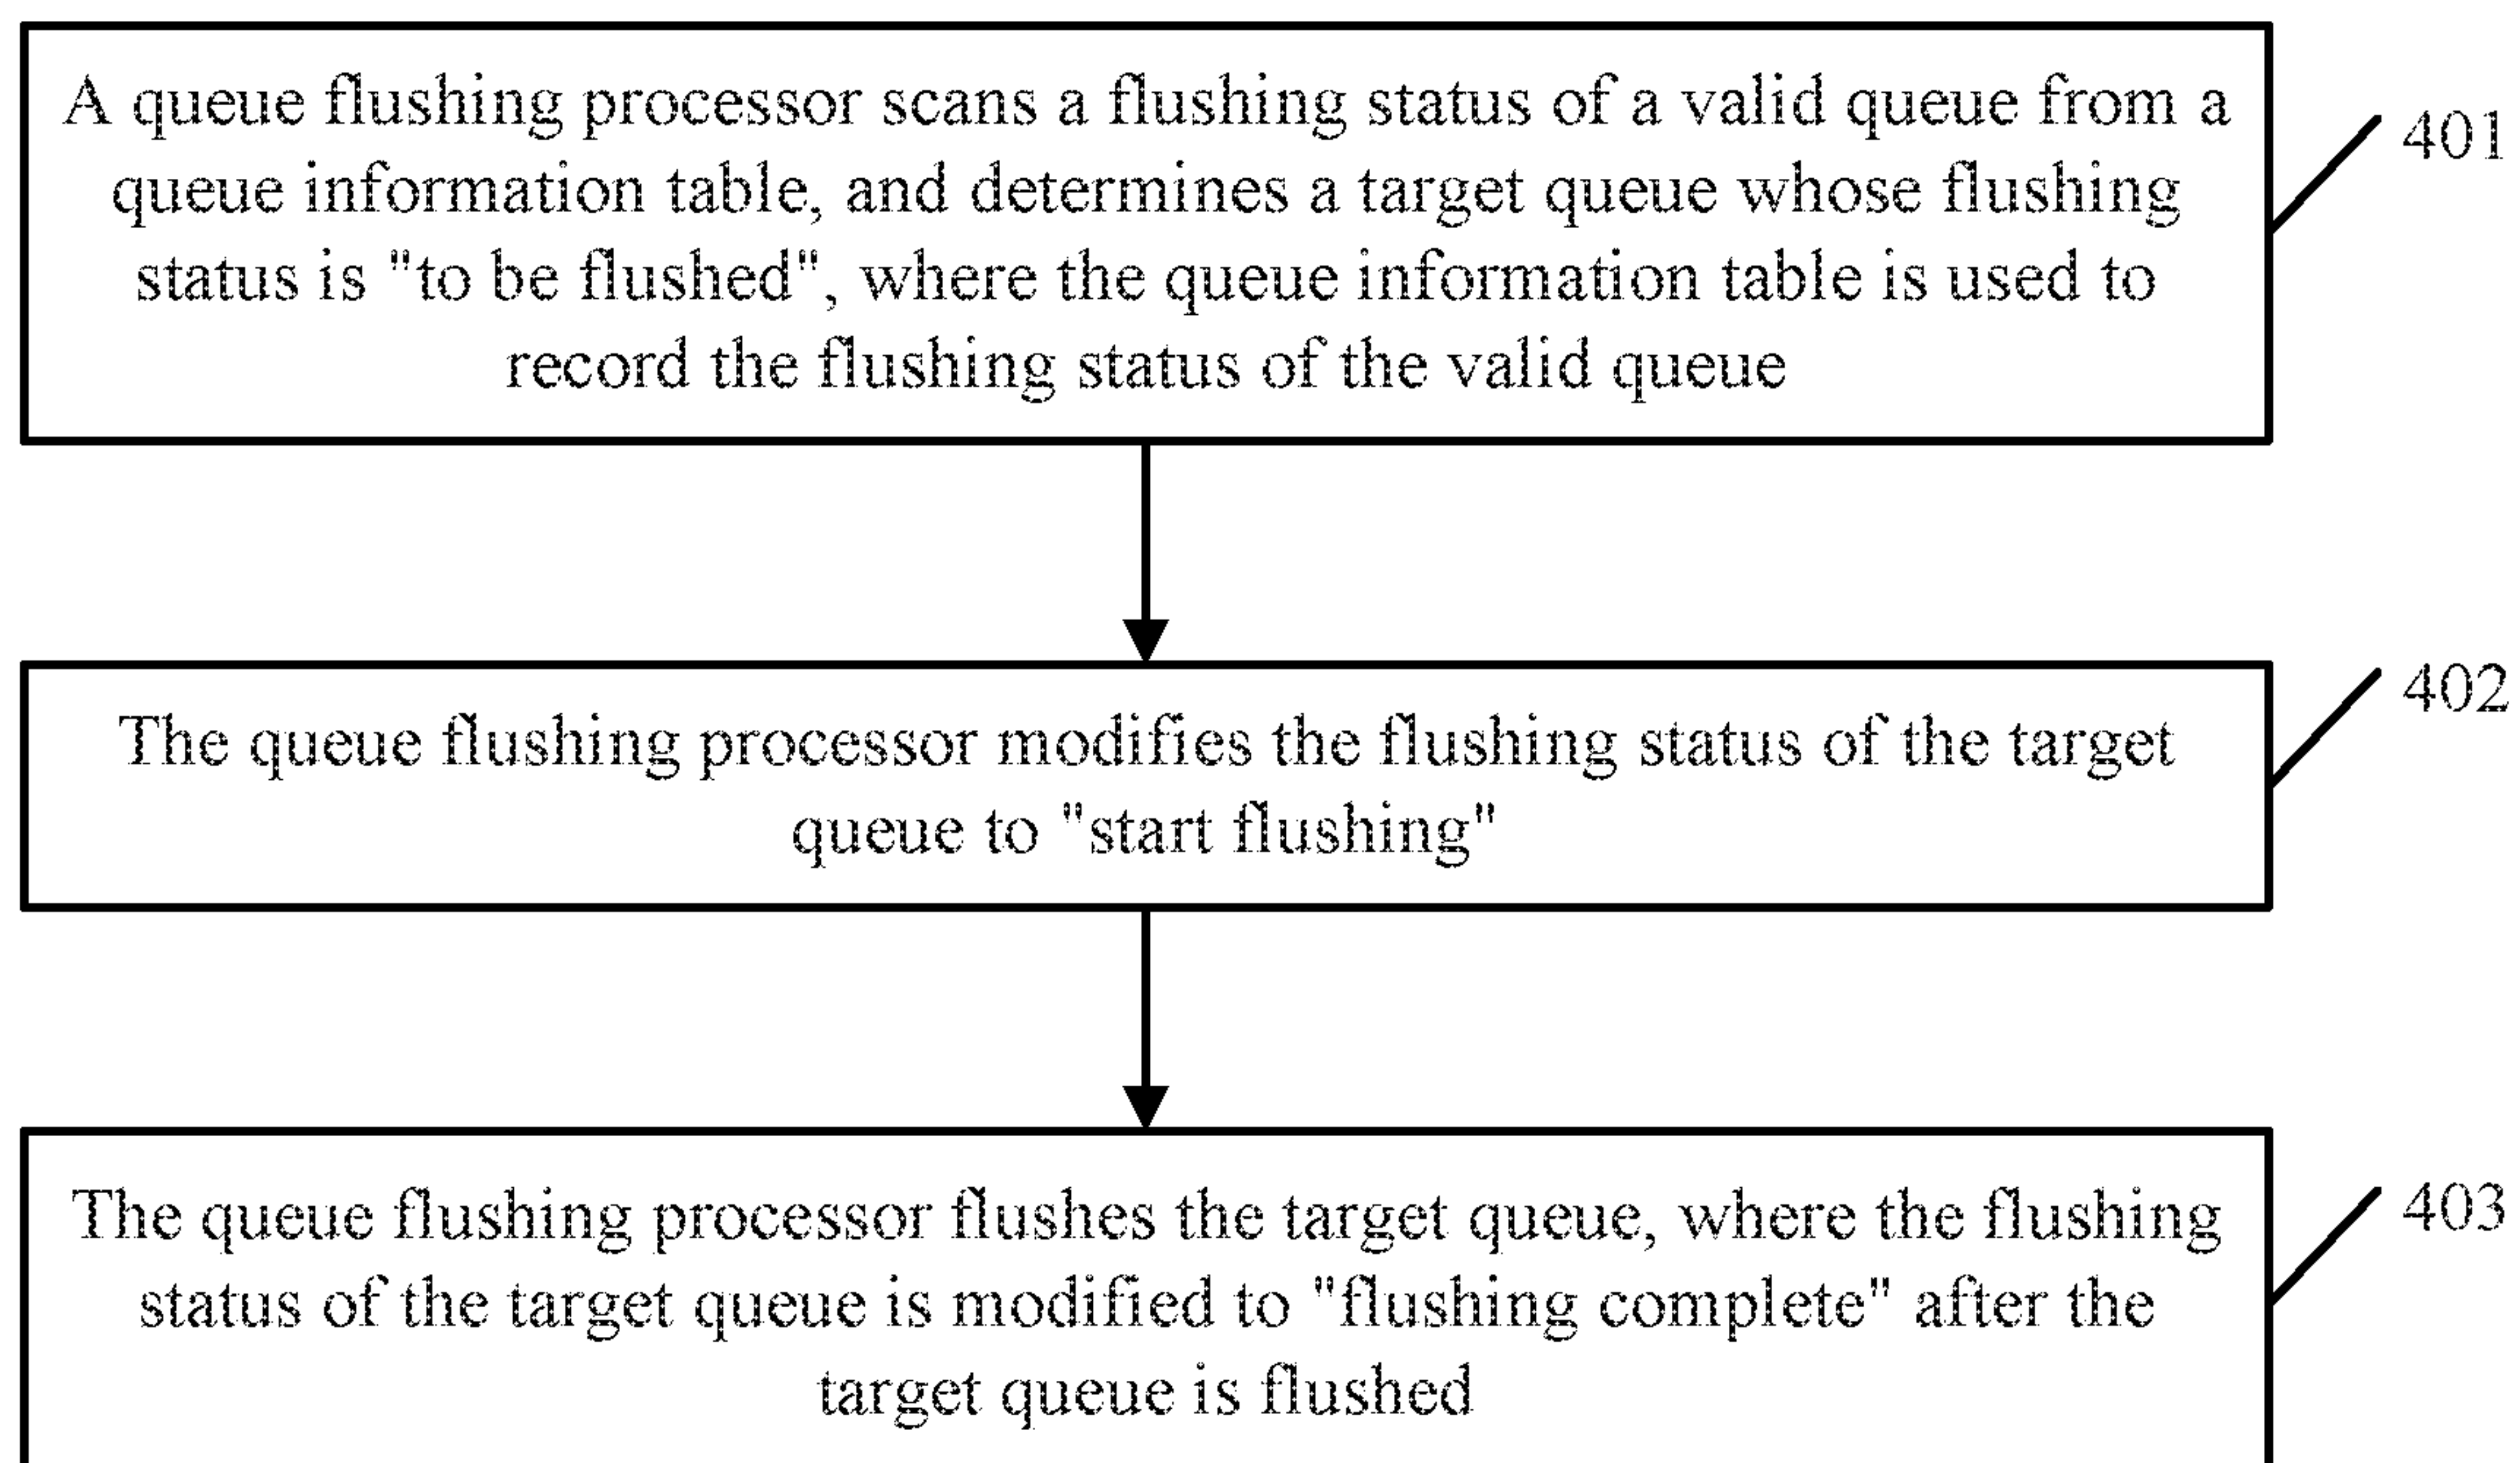 A queue flushing processor scans a flushing status of a valid queue from a
queue information table, and determines a target queue whose flushing
status is "to be flushed", where the queue information table is used to
record the flushing status of the valid queue
401
The queue flushing processor modifies the flushing status of the target
queue to "start flushing"
402
The queue flushing processor flushes the target queue, where the flushing
status of the target queue is modified to "flushing complete" after the
target queue is flushed
403